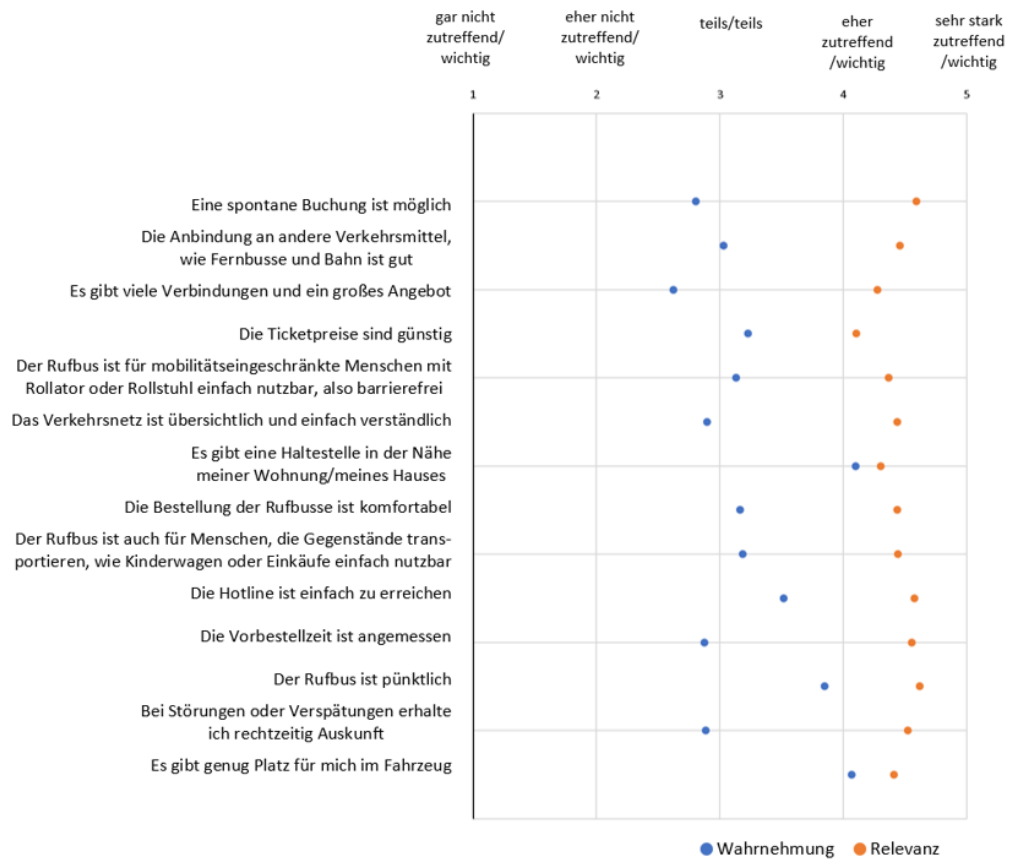 gar nicht
zutreffend/
wichtig
eher nicht
zutreffend/
wichtig
teils/teils
eher
zutreffend
/wichtig
sehr stark
zutreffend
/wichtig
1
2
3
4
5
Eine spontane Buchung ist möglich
Die Anbindung an andere Verkehrsmittel,
wie Fernbusse und Bahn ist gut
Es gibt viele Verbindungen und ein großes Angebot
Die Ticketpreise sind günstig
Der Rufbus ist für mobilitätseingeschränkte Menschen mit
Rollator oder Rollstuhl einfach nutzbar, also barrierefrei
Das Verkehrsnetz ist übersichtlich und einfach verständlich
Es gibt eine Haltestelle in der Nähe
meiner Wohnung/meines Hauses
Die Bestellung der Rufbusse ist komfortabel
Der Rufbus ist auch für Menschen, die Gegenstände trans-
portieren, wie Kinderwagen oder Einkäufe einfach nutzbar
Die Hotline ist einfach zu erreichen
Die Vorbestellzeit ist angemessen
Der Rufbus ist pünktlich
Bei Störungen oder Verspätungen erhalte
ich rechtzeitig Auskunft
Es gibt genug Platz für mich im Fahrzeug
Wahrnehmung
Relevanz